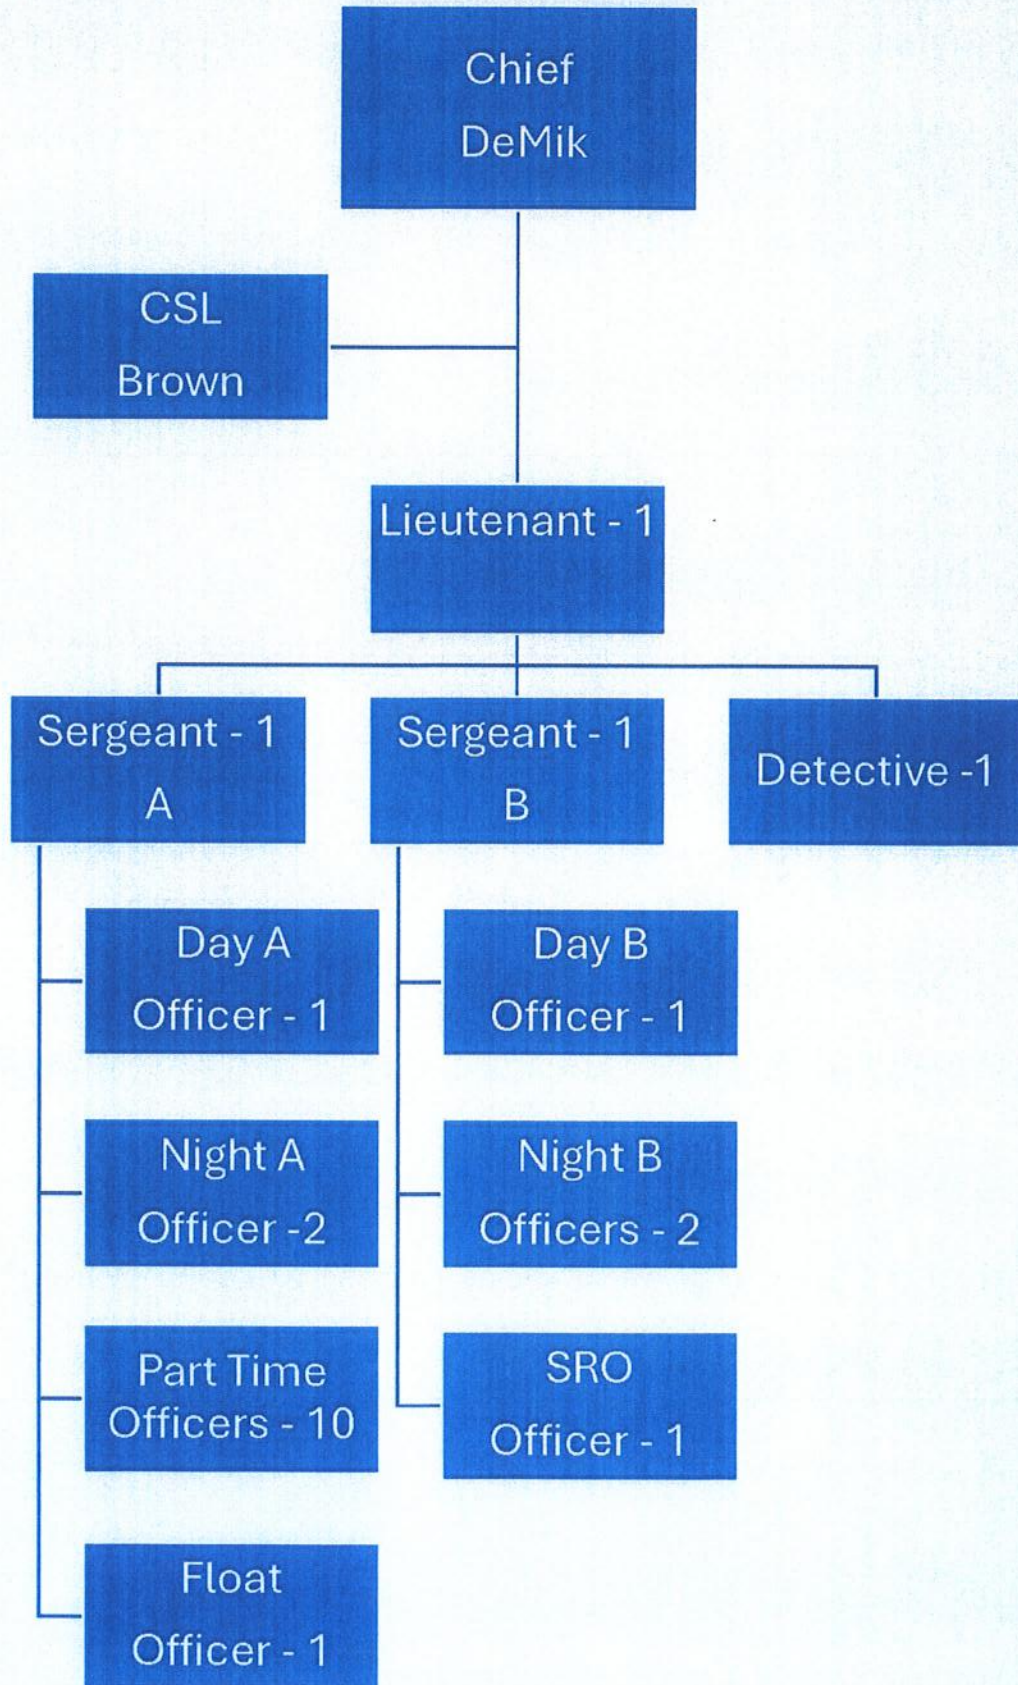 Chief
DeMik
CSL
Brown
Lieutenant - 1
Sergeant - 1
A
Sergeant - 1
B
Detective -1
Day A
Officer - 1
Night A
Officer -2
Part Time
Officers - 10
Float
Officer - 1
Day B
Officer - 1
Night B
Officers - 2
SRO
Officer - 1